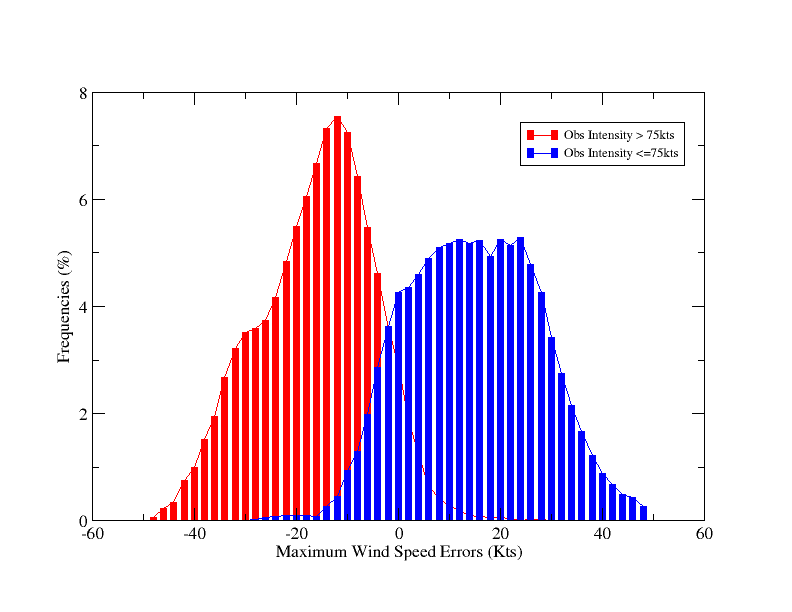 8
6
4
2
0
Frequencies (%)
Obs Intensity > 75kts
Obs Intensity <=75kts
-60 -40 -20 0 20 40 60
Maximum Wind Speed Errors (Kts)